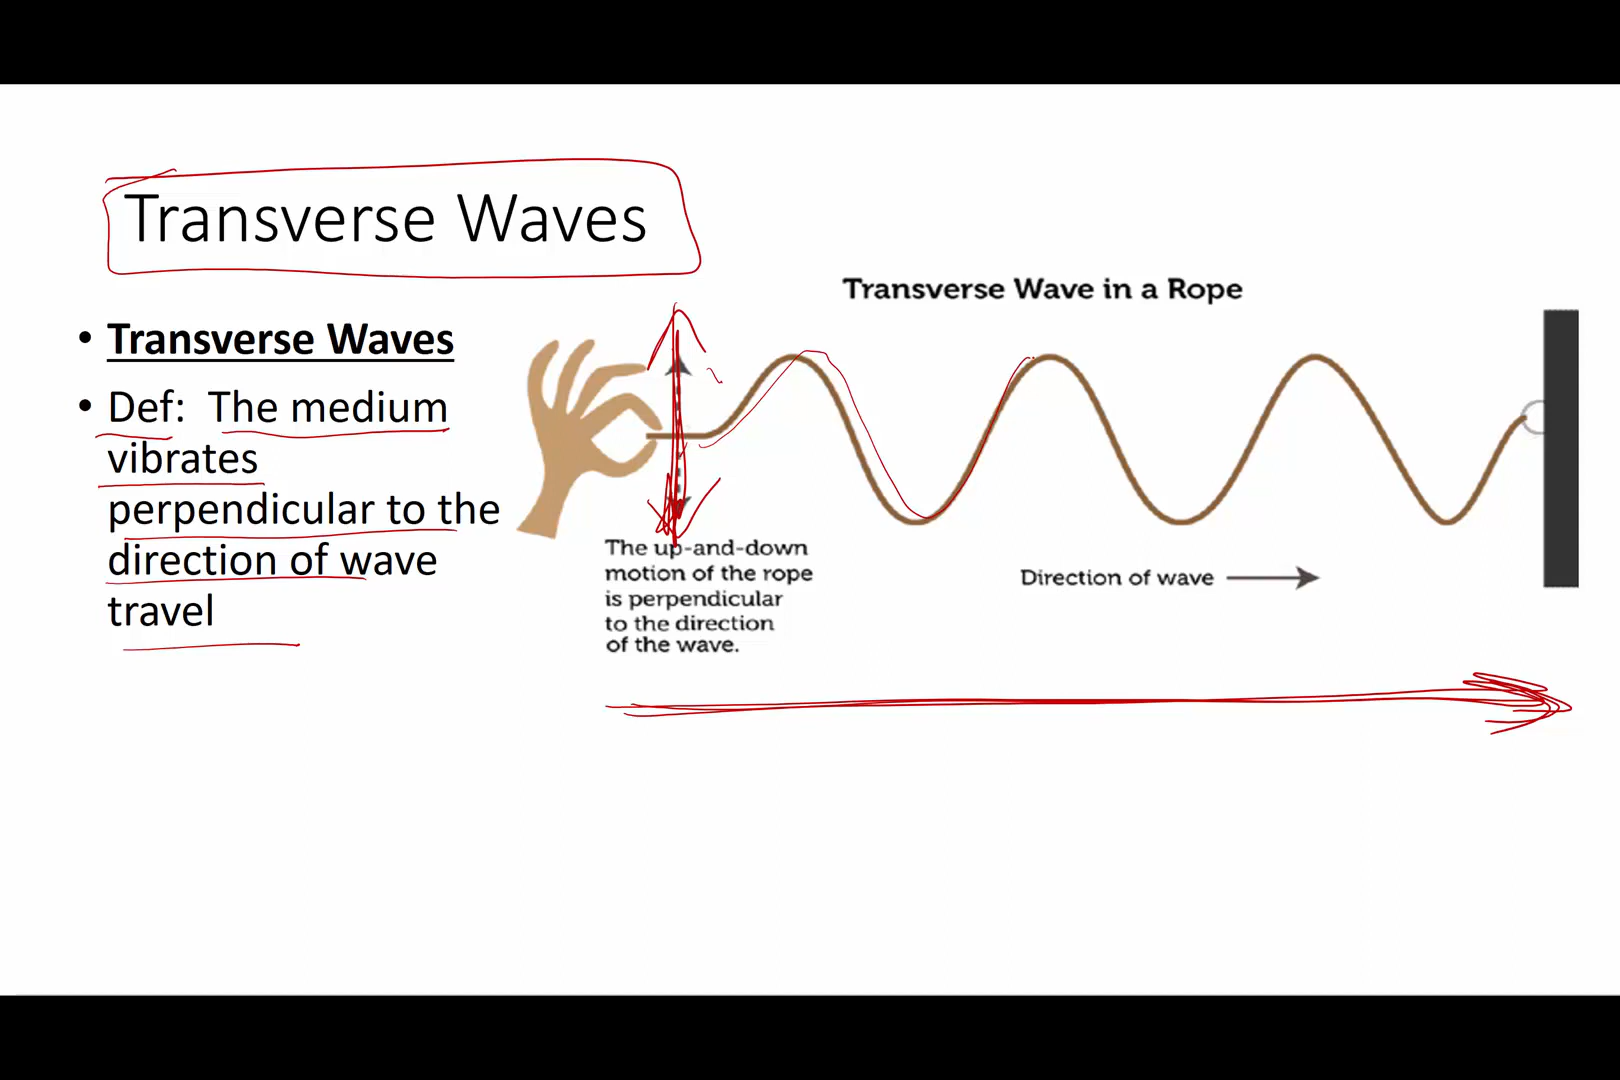 Transverse Waves
• Transverse Waves
• Def: The medium
vibrates
perpendicular to the
direction of wave
travel
Transverse Wave in a Rope
The up-and-down
motion of the rope
is perpendicular
to the direction
of the wave.
Direction of wave